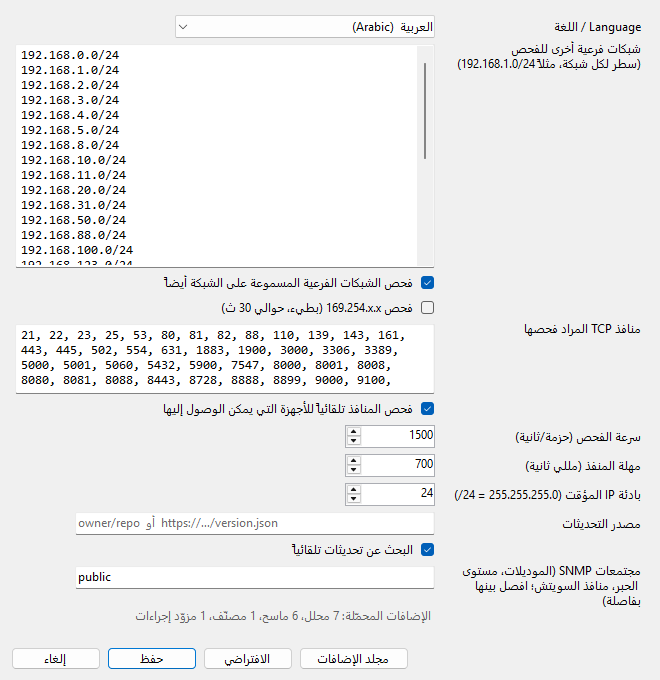 اللغة / Language
العربية (Arabic)
شبكات فرعية أخرى للفحص
(سطر لكل شبكة، مثلاً 192.168.1.0/24)
192.168.0.0/24
192.168.1.0/24
192.168.2.0/24
192.168.3.0/24
192.168.4.0/24
192.168.5.0/24
192.168.8.0/24
192.168.10.0/24
192.168.11.0/24
192.168.20.0/24
192.168.31.0/24
192.168.50.0/24
192.168.88.0/24
192.168.100.0/24
192.168.123.0/24
فحص الشبكات الفرعية المسموعة على الشبكة أيضاً
فحص 169.254.x.x (بطيء، حوالي 30 ث)
منافذ TCP المراد فحصها
21, 22, 23, 25, 53, 80, 81, 82, 88, 110, 139, 143, 161,
443, 445, 502, 554, 631, 1883, 1900, 3000, 3306, 3389,
5000, 5001, 5060, 5432, 5900, 7547, 8000, 8001, 8008,
8080, 8081, 8088, 8443, 8728, 8888, 8899, 9000, 9100,
فحص المنافذ تلقائياً للأجهزة التي يمكن الوصول إليها
سرعة الفحص (حزمة/ثانية)
1500
مهلة المنفذ (مللي ثانية)
700
بادئة IP المؤقت (24/ = 255.255.255.0)
24
مصدر التحديثات
owner/repo أو https://.../version.json
البحث عن تحديثات تلقائياً
مجتمعات SNMP (الموديلات، مستوى
الحبر، منافذ السويتش؛ افصل بينها
بفاصلة)
public
الإضافات المحمّلة: 7 محلل، 6 ماسح، 1 مصنّف، 1 مزوّد إجراءات
مجلد الإضافات
الافتراضي
حفظ
إلغاء